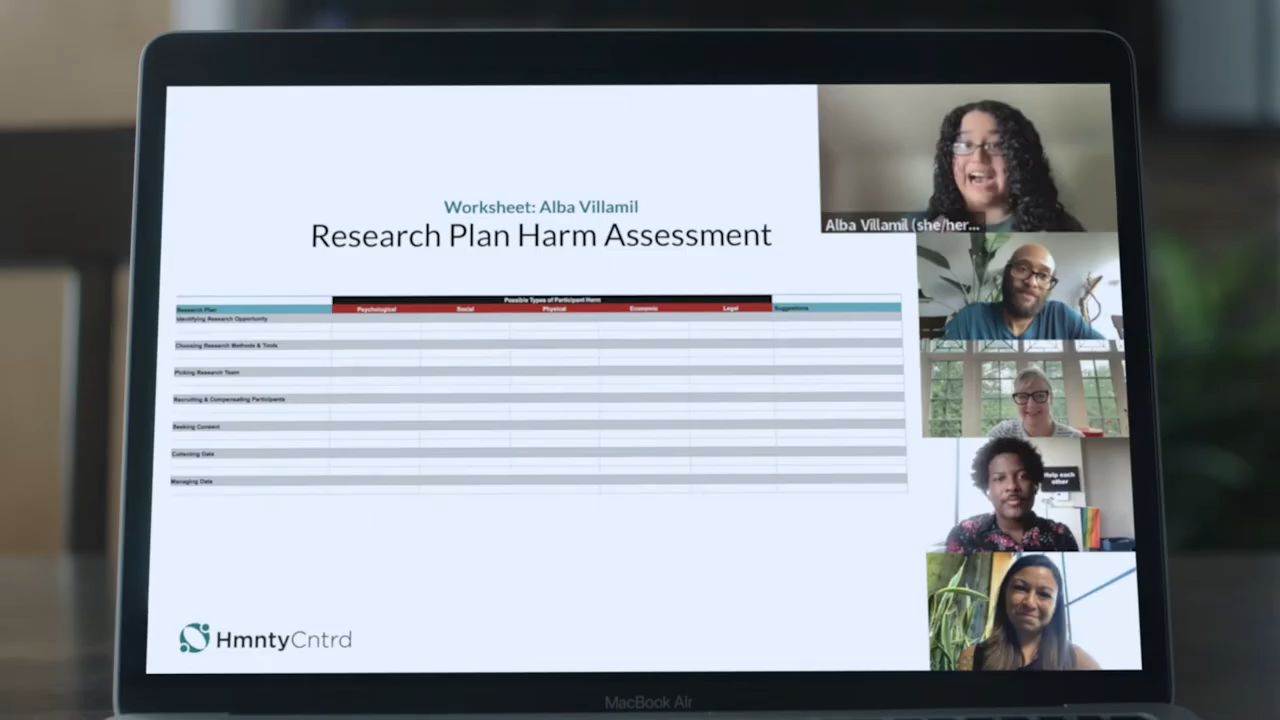 Worksheet: Alba Villamil
Research Plan Harm Assessment
Possible Types of Participant Harm
Research Plan Psychological Social Physical Economic Legal Suggestions
Identifying Research Opportunity
Choosing Research Methods & Tools
Picking Research Team
Recruiting & Compensating Participants
Seeking Consent
Collecting Data
Managing Data
HmntyCntrd
Alba Villamil (she/her...
Help each
other
MacBook Air